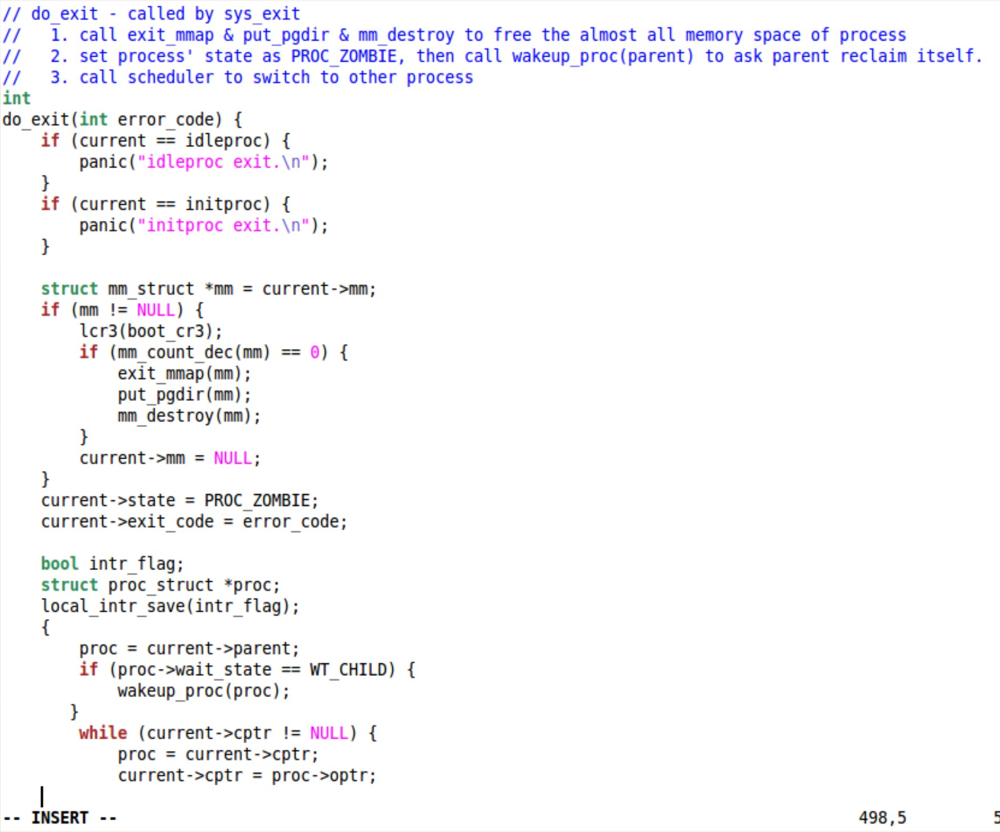 // do_exit - called by sys_exit
//   1. call exit_mmap & put_pgdir & mm_destroy to free the almost all memory space of process
//   2. set process' state as PROC_ZOMBIE, then call wakeup_proc(parent) to ask parent reclaim itself.
//   3. call scheduler to switch to other process
int
do_exit(int error_code) {
    if (current == idleproc) {
        panic("idleproc exit.\n");
    }
    if (current == initproc) {
        panic("initproc exit.\n");
    }

    struct mm_struct *mm = current->mm;
    if (mm != NULL) {
        lcr3(boot_cr3);
        if (mm_count_dec(mm) == 0) {
            exit_mmap(mm);
            put_pgdir(mm);
            mm_destroy(mm);
        }
        current->mm = NULL;
    }
    current->state = PROC_ZOMBIE;
    current->exit_code = error_code;

    bool intr_flag;
    struct proc_struct *proc;
    local_intr_save(intr_flag);
    {
        proc = current->parent;
        if (proc->wait_state == WT_CHILD) {
            wakeup_proc(proc);
       }
        while (current->cptr != NULL) {
            proc = current->cptr;
            current->cptr = proc->optr;

-- INSERT --                                                                             498,5         5